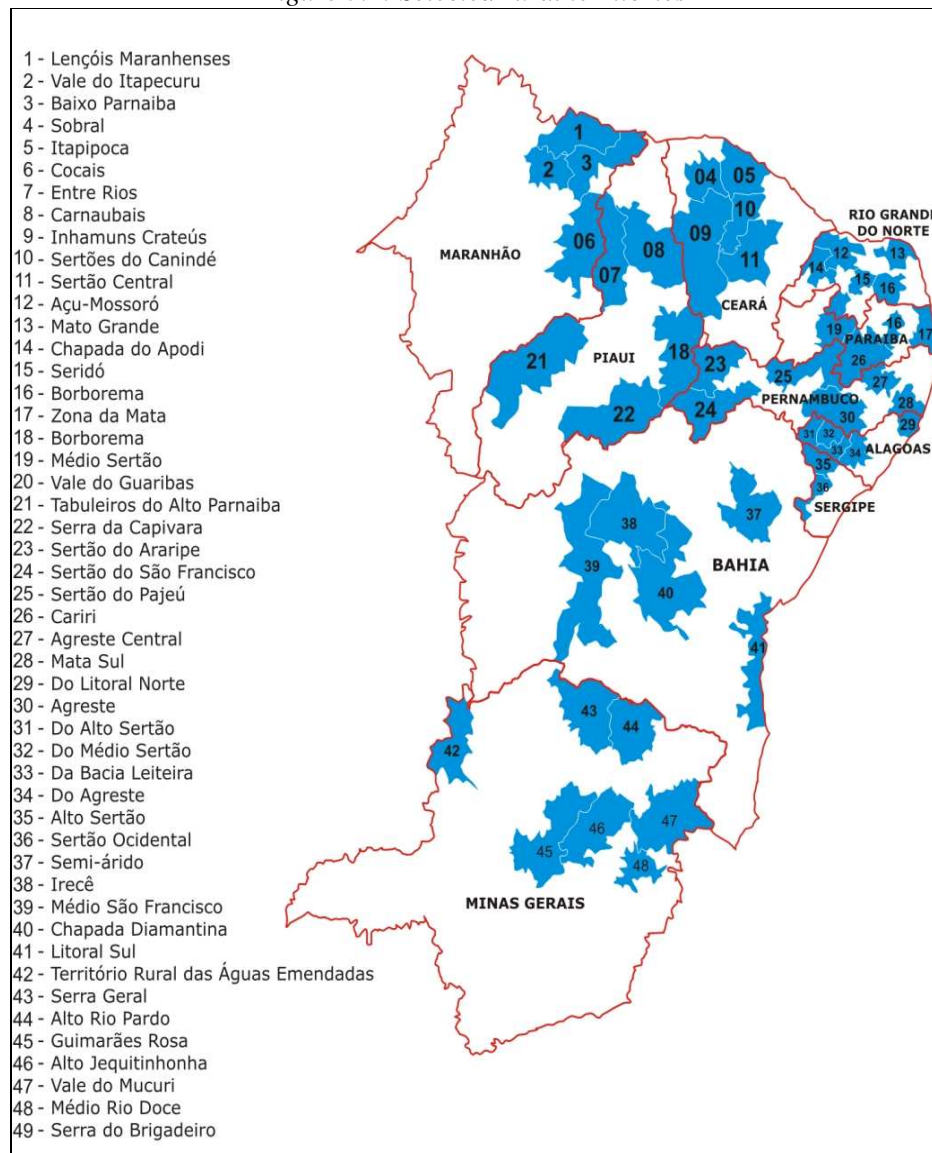 1 - Lençóis Maranhenses
2 - Vale do Itapecuru
3 - Baixo Parnaiba
4 - Sobral
5 - Itapipoca
6 - Cocais
7 - Entre Rios
8 - Carnaubais
9 - Inhamuns Crateús
10 - Sertões do Canindé
11 - Sertão Central
12 - Açu-Mossoró
13 - Mato Grande
14 - Chapada do Apodi
15 - Seridó
16 - Borborema
17 - Zona da Mata
18 - Borborema
19 - Médio Sertão
20 - Vale do Guaribas
21 - Tabuleiros do Alto Parnaiba
22 - Serra da Capivara
23 - Sertão do Araripe
24 - Sertão do São Francisco
25 - Sertão do Pajeú
26 - Cariri
27 - Agreste Central
28 - Mata Sul
29 - Do Litoral Norte
30 - Agreste
31 - Do Alto Sertão
32 - Do Médio Sertão
33 - Da Bacia Leiteira
34 - Do Agreste
35 - Alto Sertão
36 - Sertão Ocidental
37 - Semi-árido
38 - Irecê
39 - Médio São Francisco
40 - Chapada Diamantina
41 - Litoral Sul
42 - Território Rural das Águas Emendadas
43 - Serra Geral
44 - Alto Rio Pardo
45 - Guimarães Rosa
46 - Alto Jequitinhonha
47 - Vale do Mucuri
48 - Médio Rio Doce
49 - Serra do Brigadeiro
1
2
3
04
05
10
RIO GRANDE
DO NORTE
06
07
08
09
11
MARANHÃO
CEARÁ
12
13
14
15
16
16
17
19
PARAIBA
21
PIAUI
18
23
25
26
27
22
24
PERNAMBUCO
28
30
29
31
32
33
34
ALAGOAS
35
36
SERGIPE
37
38
39
40
BAHIA
41
42
43
44
45
46
47
48
MINAS GERAIS